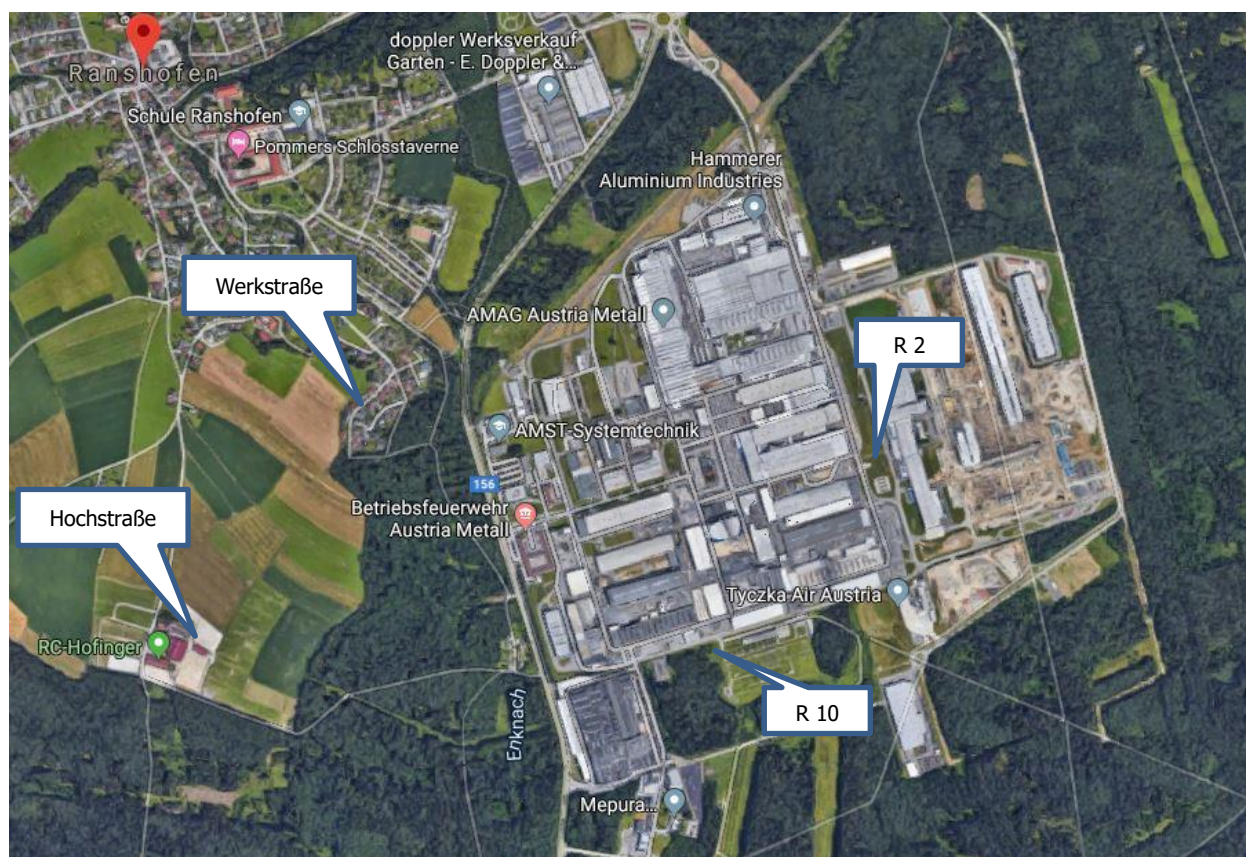 doppler Werksverkauf
Garten - E. Doppler &...
Ranshofen
Schule Ranshofen
Pommers Schlosstaverne
Hammerer
Aluminium Industries
Werkstraße
AMAG Austria Metall
R 2
AMST-Systemtechnik
156
Betriebsfeuerwehr
Austria Metall
Hochstraße
Tyczka Air Austria
RC-Hofinger
R 10
Enknach
Mepura...